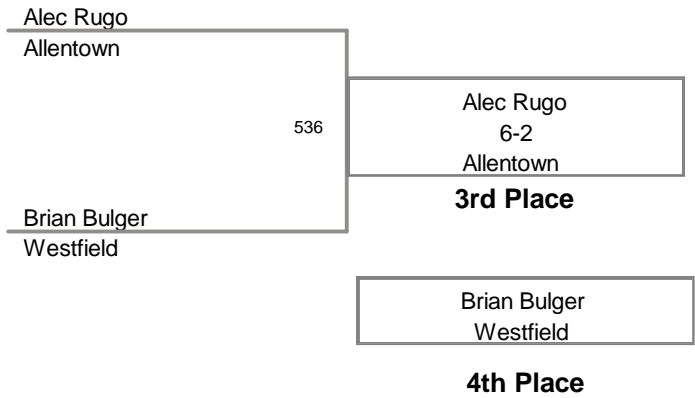 Alec Rugo
Allentown
536
Alec Rugo
6-2
Allentown
3rd Place
Brian Bulger
Westfield
Brian Bulger
Westfield
4th Place